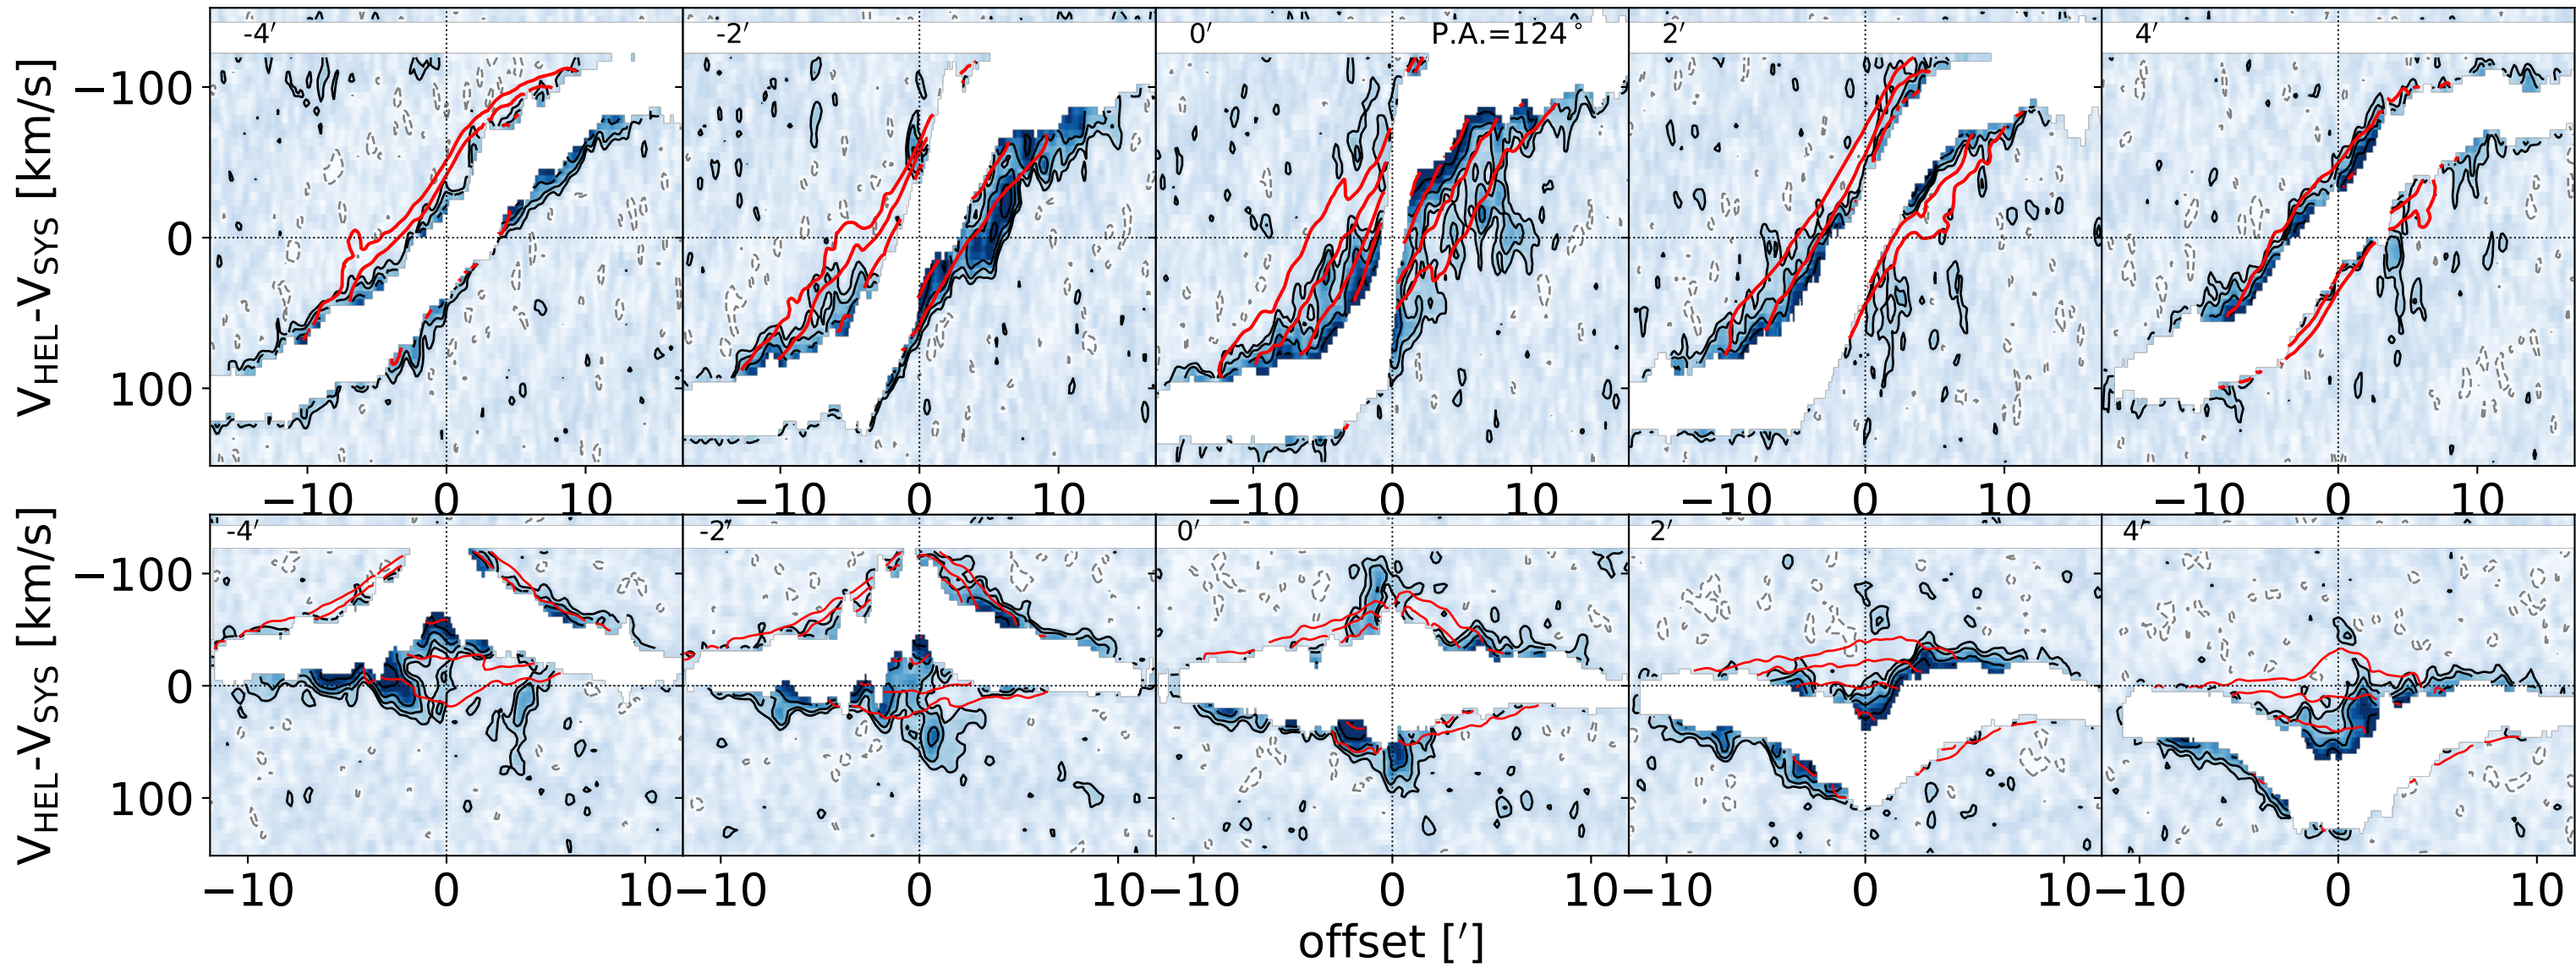 -4′ -2′ 0′ P.A.=124° 2′ 4′
V_HEL-V_SYS [km/s]
−100
0
100
−10 0 10 −10 0 10 −10 0 10 −10 0 10 −10 0 10
-4′ -2′ 0′ 2′ 4′
V_HEL-V_SYS [km/s]
−100
0
100
−10 0 10 −10 0 10 −10 0 10 −10 0 10 −10 0 10
offset [′]